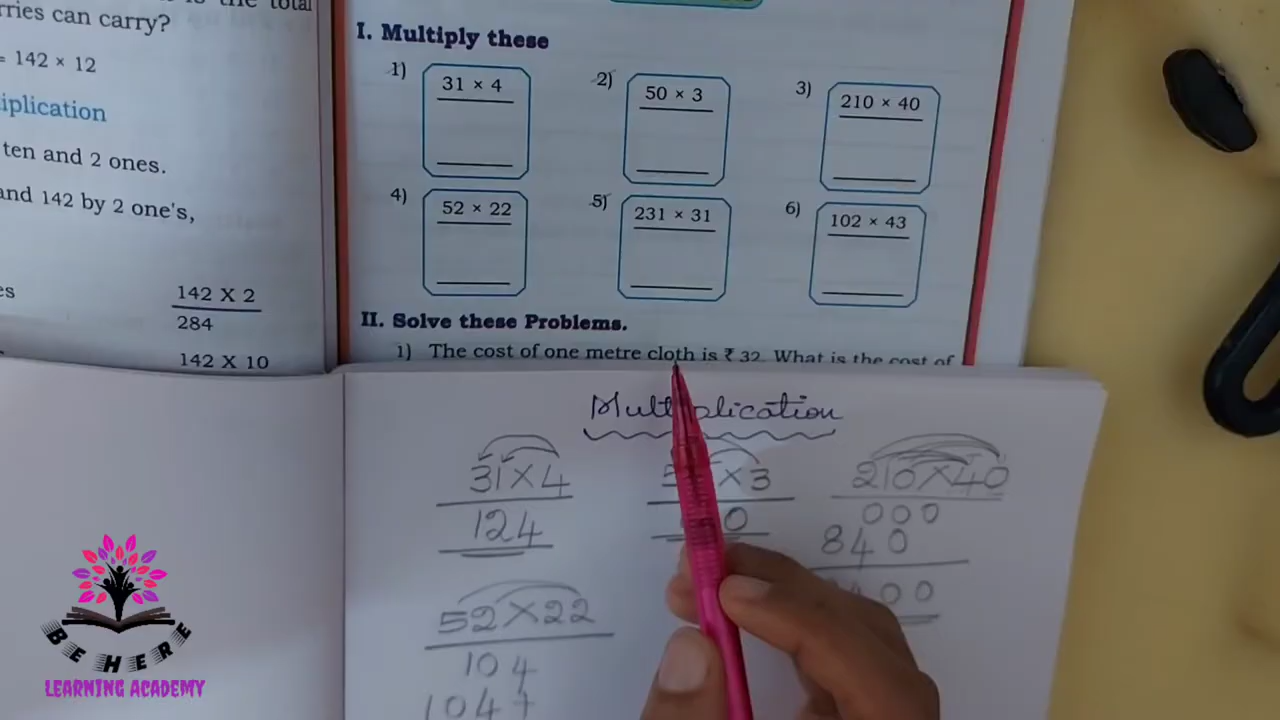 rries can carry?
= 142 × 12
iplication
ten and 2 ones.
and 142 by 2 one's,
es
142 X 2
284
142 X 10
I. Multiply these
1) 31 × 4
2) 50 × 3
3) 210 × 40
4) 52 × 22
5) 231 × 31
6) 102 × 43
II. Solve these Problems.
1) The cost of one metre cloth is ₹ 32. What is the cost of
Multiplication
31×4
124
×3
0
210×40
000
840
400
52×22
104
104+
BE HERE
LEARNING ACADEMY